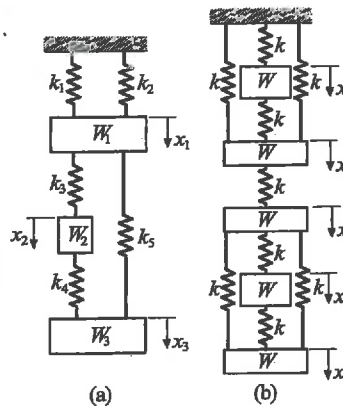 k₁ k₂
W₁ x₁
k₃
x₂ W₂ k₅
k₄
W₃ x₃
(a)
k
k W k x
k
W x
k
W x
k
k W k x
k
W x
(b)